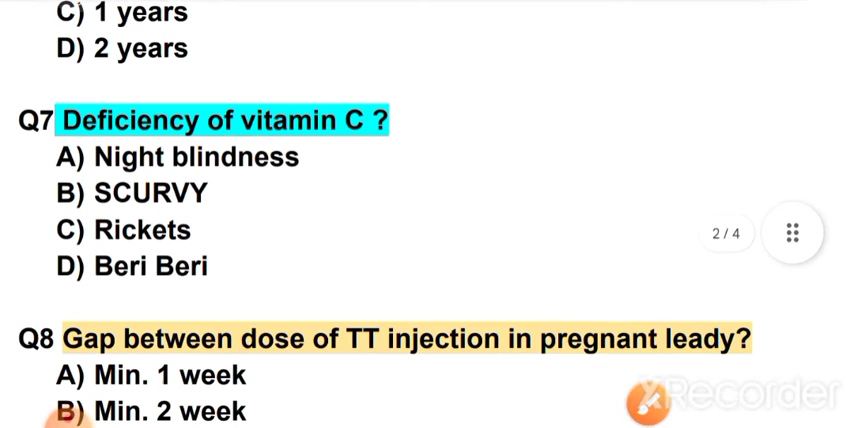 C) 1 years
D) 2 years
Q7 Deficiency of vitamin C ?
A) Night blindness
B) SCURVY
C) Rickets
D) Beri Beri
2 / 4
Q8 Gap between dose of TT injection in pregnant leady?
A) Min. 1 week
B) Min. 2 week
XRecorder